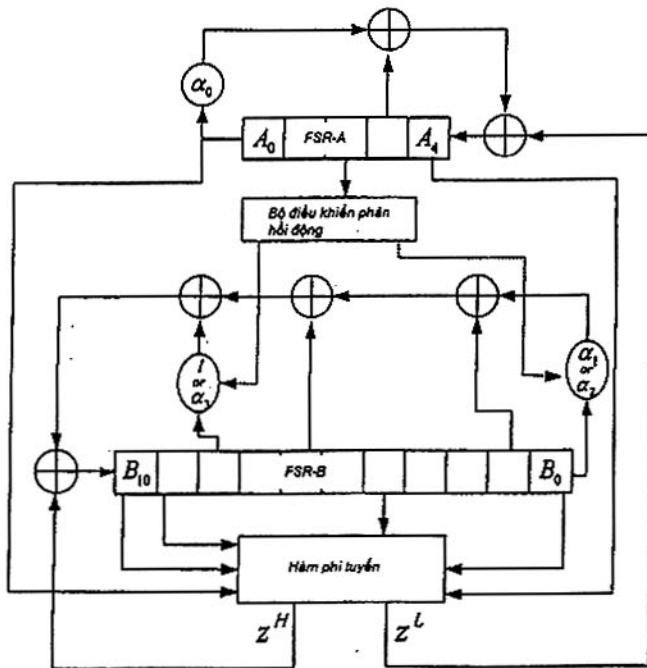 α₀
A₀ FSR-A A₄
Bộ điều khiển phản
hồi động
1
or
α₃
α₁
or
α₂
B₁₀ FSR-B B₀
Hàm phi tuyến
Z^H Z^L